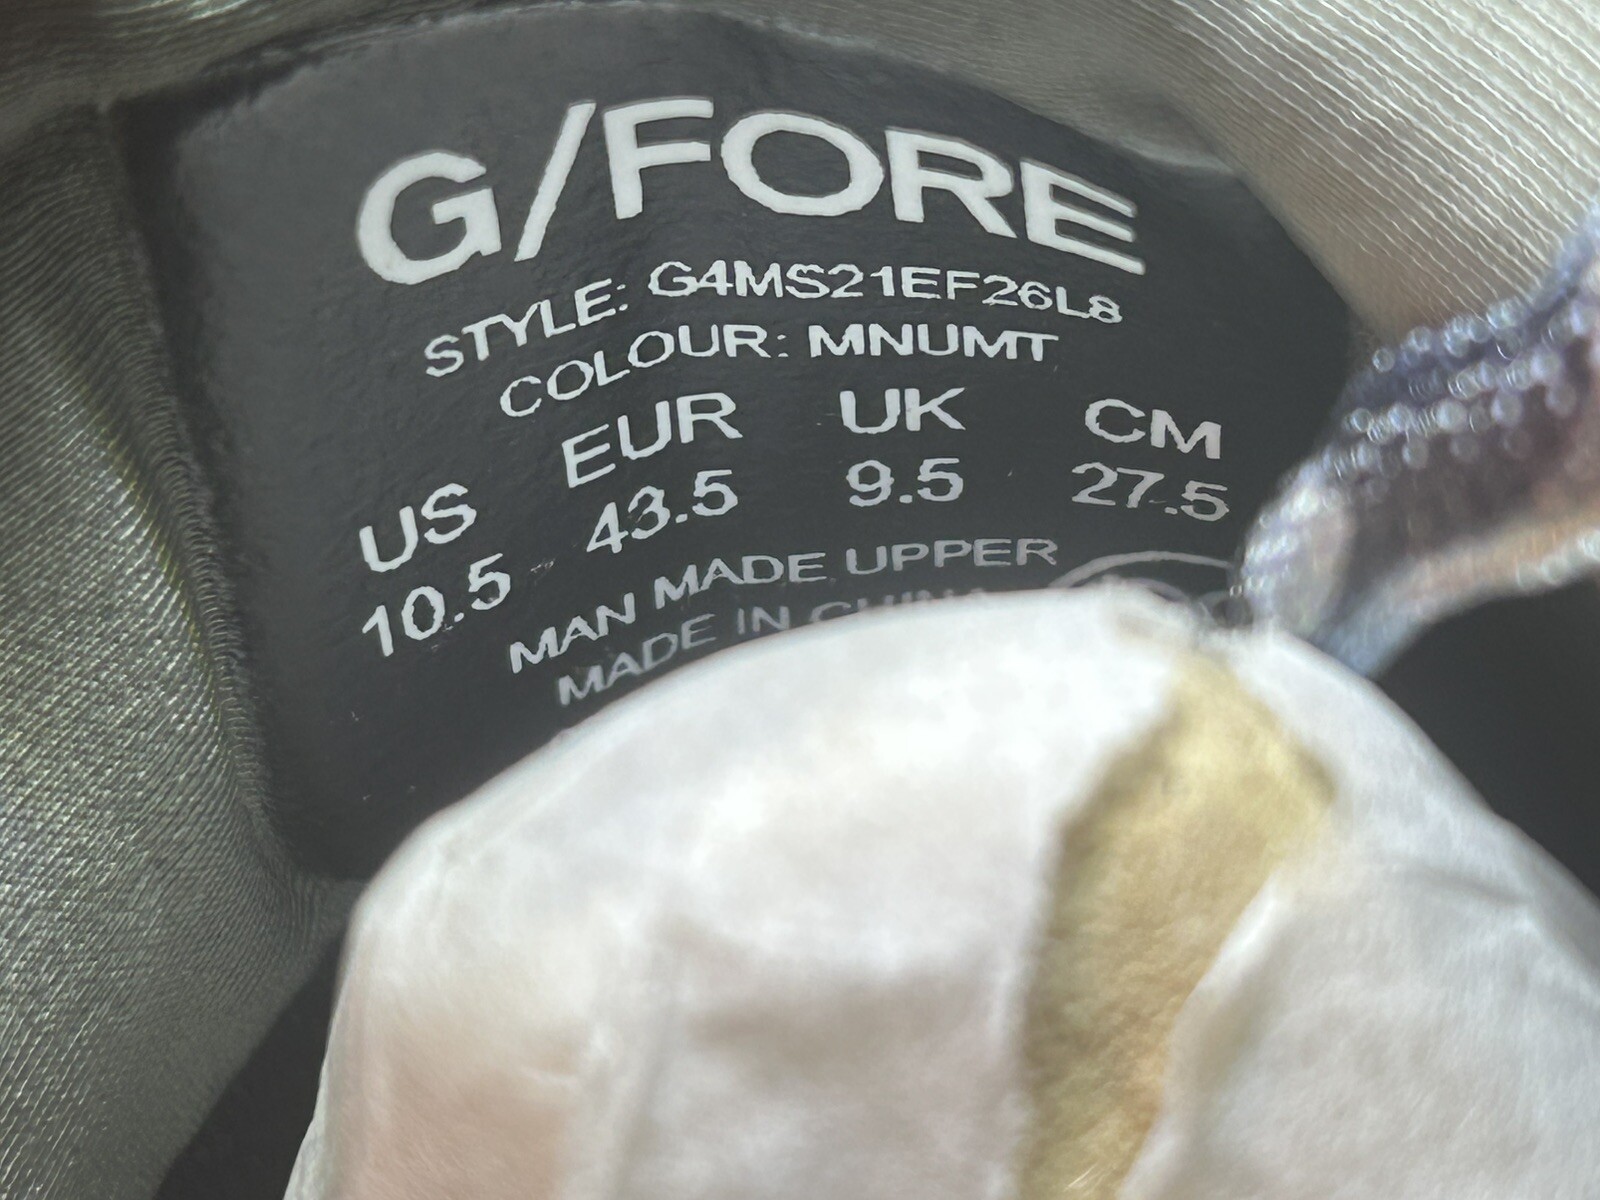 G/FORE
STYLE: G4MS21EF26L8
COLOUR: MNUMT
US EUR UK CM
10.5 43.5 9.5 27.5
MAN MADE UPPER
MADE IN CHINA